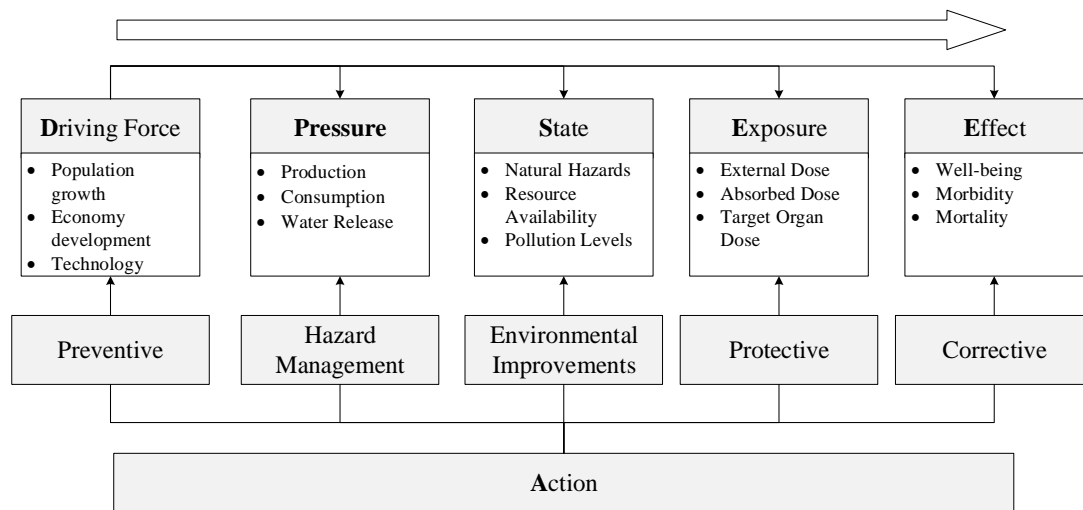 Driving Force
• Population
growth
• Economy
development
• Technology
Pressure
• Production
• Consumption
• Water Release
State
• Natural Hazards
• Resource
Availability
• Pollution Levels
Exposure
• External Dose
• Absorbed Dose
• Target Organ
Dose
Effect
• Well-being
• Morbidity
• Mortality
Preventive
Hazard
Management
Environmental
Improvements
Protective
Corrective
Action